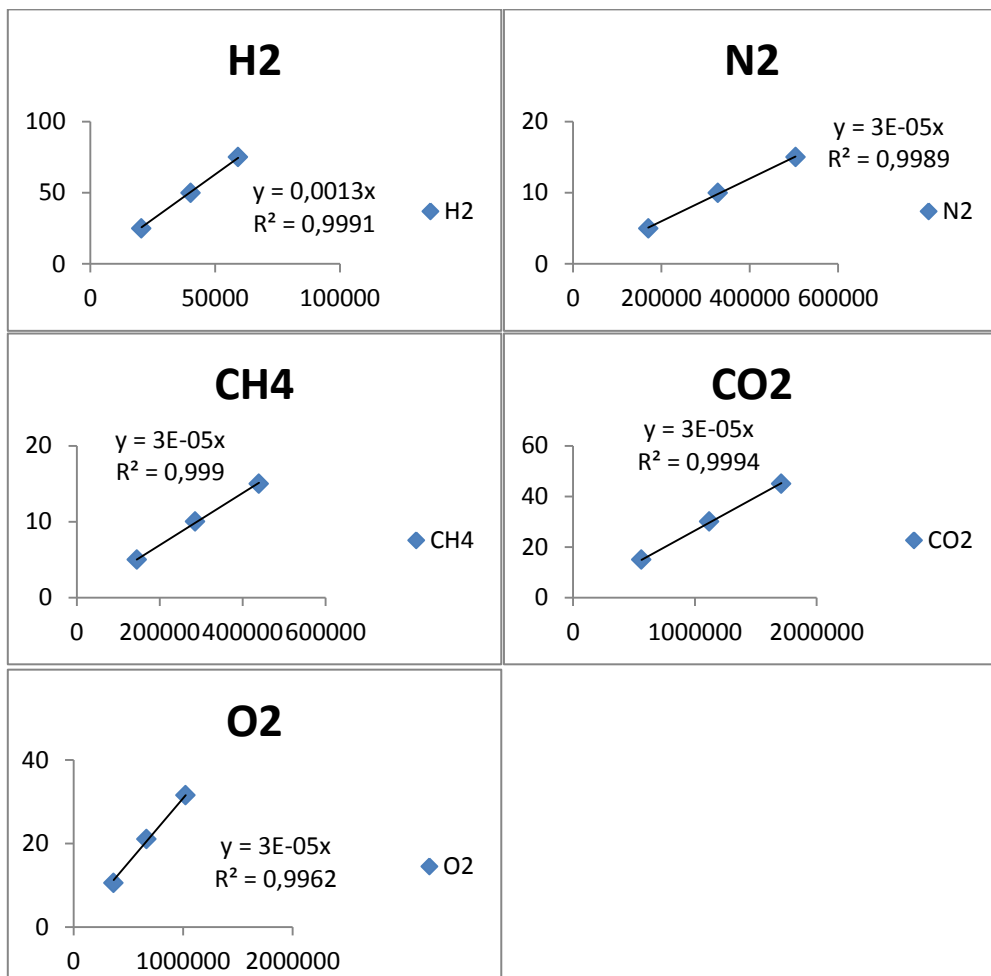 H2
100
50
0
0
50000
100000
y = 0,0013x
R² = 0,9991
H2
N2
20
10
0
0
200000 400000 600000
y = 3E-05x
R² = 0,9989
N2
CH4
20
10
0
0
200000 400000 600000
y = 3E-05x
R² = 0,999
CH4
CO2
60
40
20
0
0
1000000
2000000
y = 3E-05x
R² = 0,9994
CO2
O2
40
20
0
0
1000000
2000000
y = 3E-05x
R² = 0,9962
O2